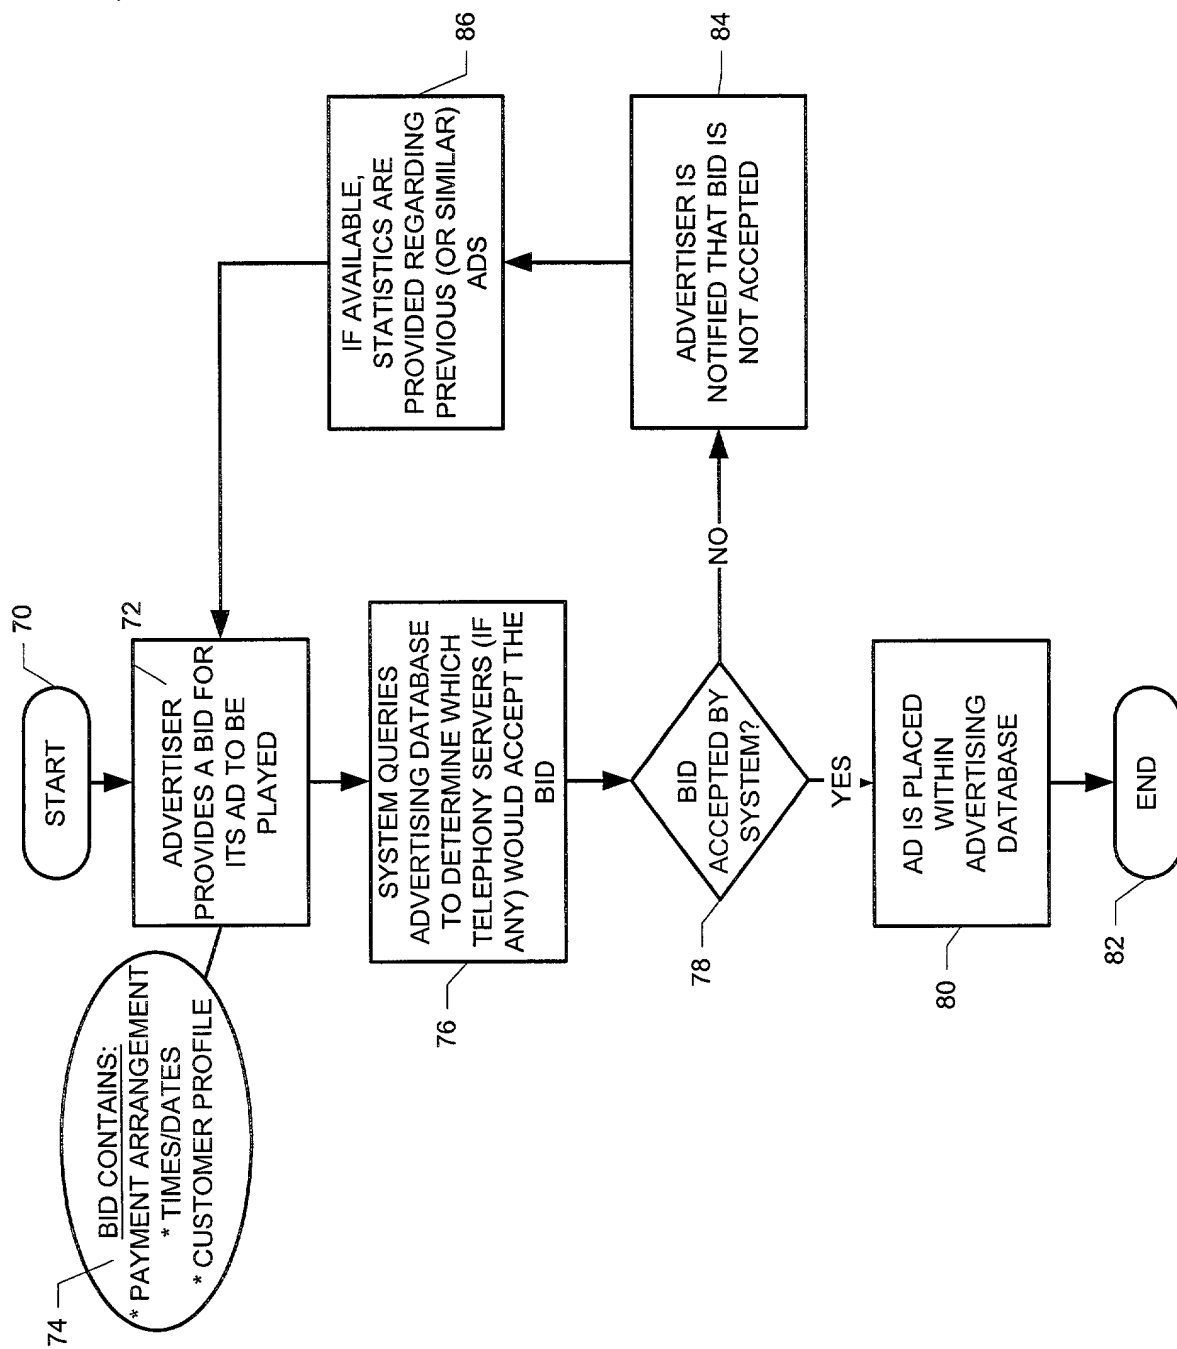 START
70
72
ADVERTISER
PROVIDES A BID FOR
ITS AD TO BE
PLAYED
BID CONTAINS:
* PAYMENT ARRANGEMENT
* TIMES/DATES
* CUSTOMER PROFILE
74
SYSTEM QUERIES
ADVERTISING DATABASE
TO DETERMINE WHICH
TELEPHONY SERVERS (IF
ANY) WOULD ACCEPT THE
BID
76
BID
ACCEPTED BY
SYSTEM?
78
NO
YES
AD IS PLACED
WITHIN
ADVERTISING
DATABASE
80
END
82
ADVERTISER IS
NOTIFIED THAT BID IS
NOT ACCEPTED
84
IF AVAILABLE,
STATISTICS ARE
PROVIDED REGARDING
PREVIOUS (OR SIMILAR)
ADS
86